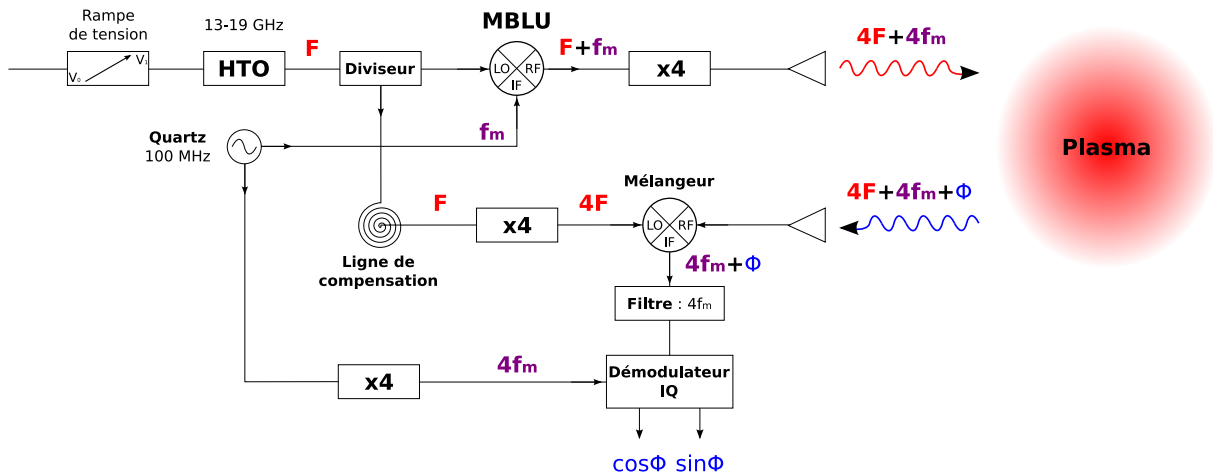 Rampe
de tension
V₀
V₁
13-19 GHz
HTO
F
Diviseur
MBLU
LO
RF
IF
F+fm
x4
4F+4fm
Plasma
fm
Quartz
100 MHz
Ligne de
compensation
F
x4
4F
Mélangeur
LO
RF
IF
4F+4fm+Φ
4fm+Φ
Filtre : 4fm
x4
4fm
Démodulateur
IQ
cosΦ sinΦ